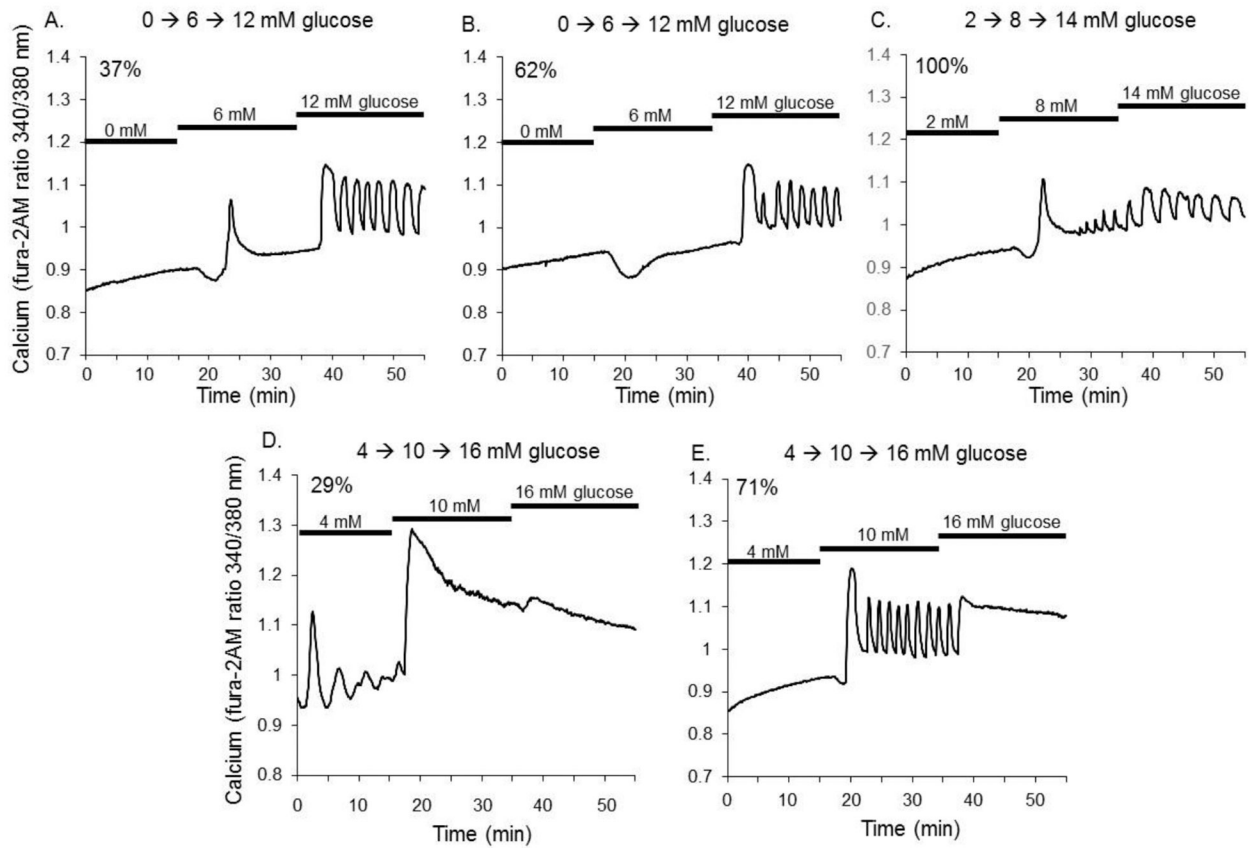 A. 0 → 6 → 12 mM glucose
B. 0 → 6 → 12 mM glucose
C. 2 → 8 → 14 mM glucose
Calcium (fura-2AM ratio 340/380 nm)
1.4
1.3
1.2
1.1
1
0.9
0.8
0.7
37%
0 mM
6 mM
12 mM glucose
0 10 20 30 40 50
Time (min)
1.4
1.3
1.2
1.1
1
0.9
0.8
0.7
62%
0 mM
6 mM
12 mM glucose
0 10 20 30 40 50
Time (min)
1.4
1.3
1.2
1.1
1
0.9
0.8
0.7
100%
2 mM
8 mM
14 mM glucose
0 10 20 30 40 50
Time (min)
D. 4 → 10 → 16 mM glucose
E. 4 → 10 → 16 mM glucose
Calcium (fura-2AM ratio 340/380 nm)
1.4
1.3
1.2
1.1
1
0.9
0.8
29%
4 mM
10 mM
16 mM glucose
0 10 20 30 40 50
Time (min)
1.4
1.3
1.2
1.1
1
0.9
0.8
0.7
71%
4 mM
10 mM
16 mM glucose
0 10 20 30 40 50
Time (min)